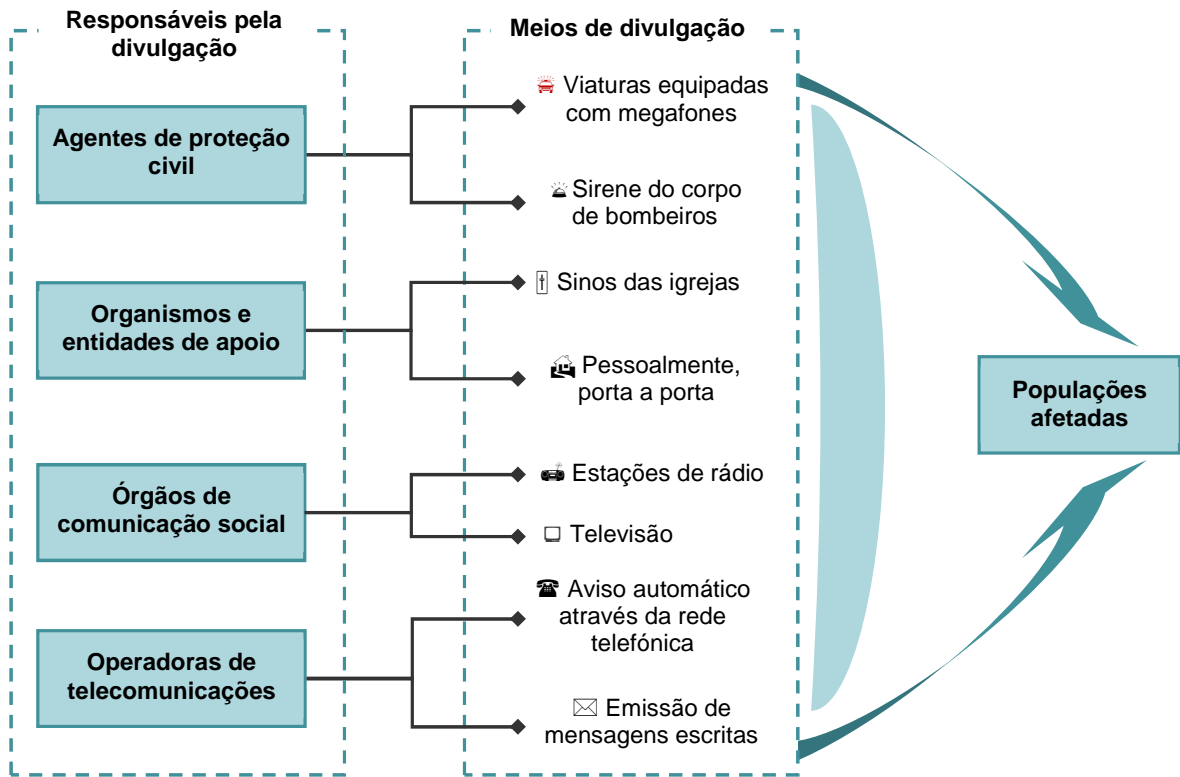 Responsáveis pela
divulgação
Meios de divulgação
Agentes de proteção
civil
Viaturas equipadas
com megafones
Sirene do corpo
de bombeiros
Organismos e
entidades de apoio
Sinos das igrejas
Pessoalmente,
porta a porta
Órgãos de
comunicação social
Estações de rádio
Televisão
Operadoras de
telecomunicações
Aviso automático
através da rede
telefónica
Emissão de
mensagens escritas
Populações
afetadas